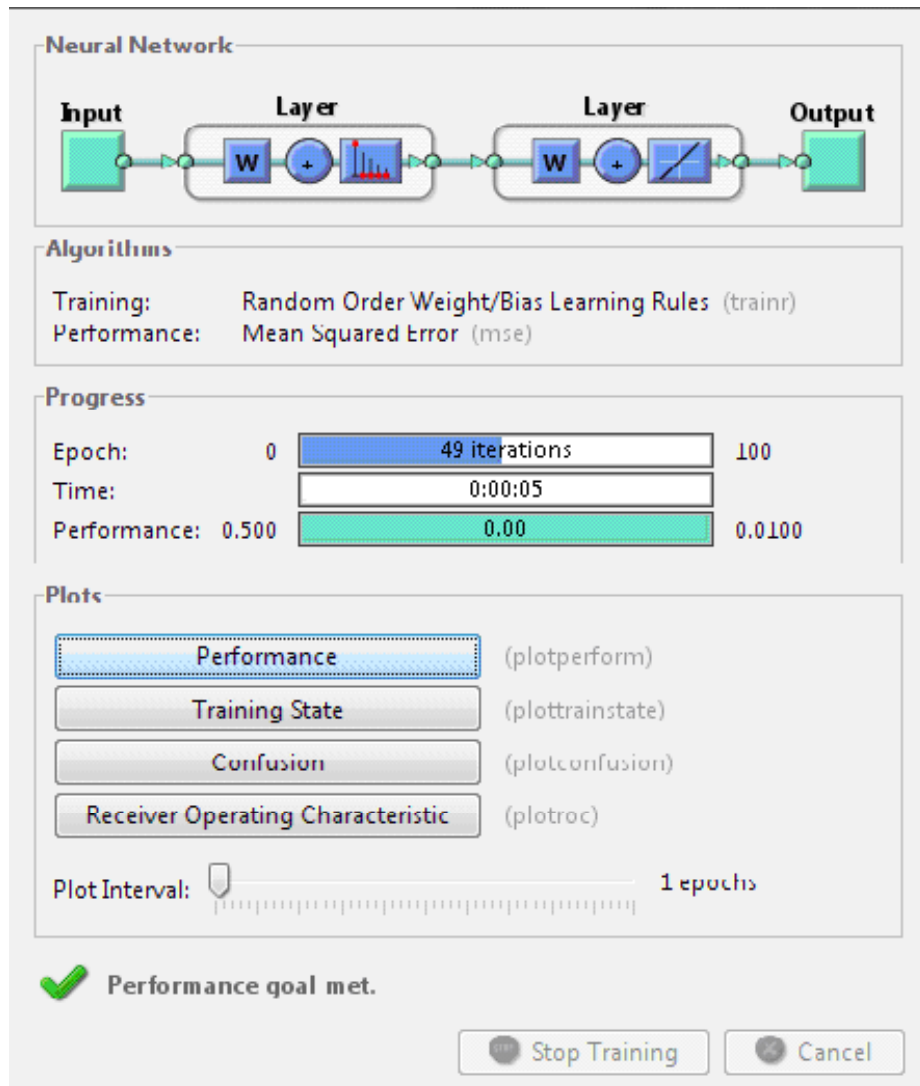 Neural Network
Input Layer Layer Output
W + W +
Algorithms
Training: Random Order Weight/Bias Learning Rules (trainr)
Performance: Mean Squared Error (mse)
Progress
Epoch: 0 49 iterations 100
Time: 0:00:05
Performance: 0.500 0.00 0.0100
Plots
Performance (plotperform)
Training State (plottrainstate)
Confusion (plotconfusion)
Receiver Operating Characteristic (plotroc)
Plot Interval: 1 epochs
Performance goal met.
Stop Training Cancel